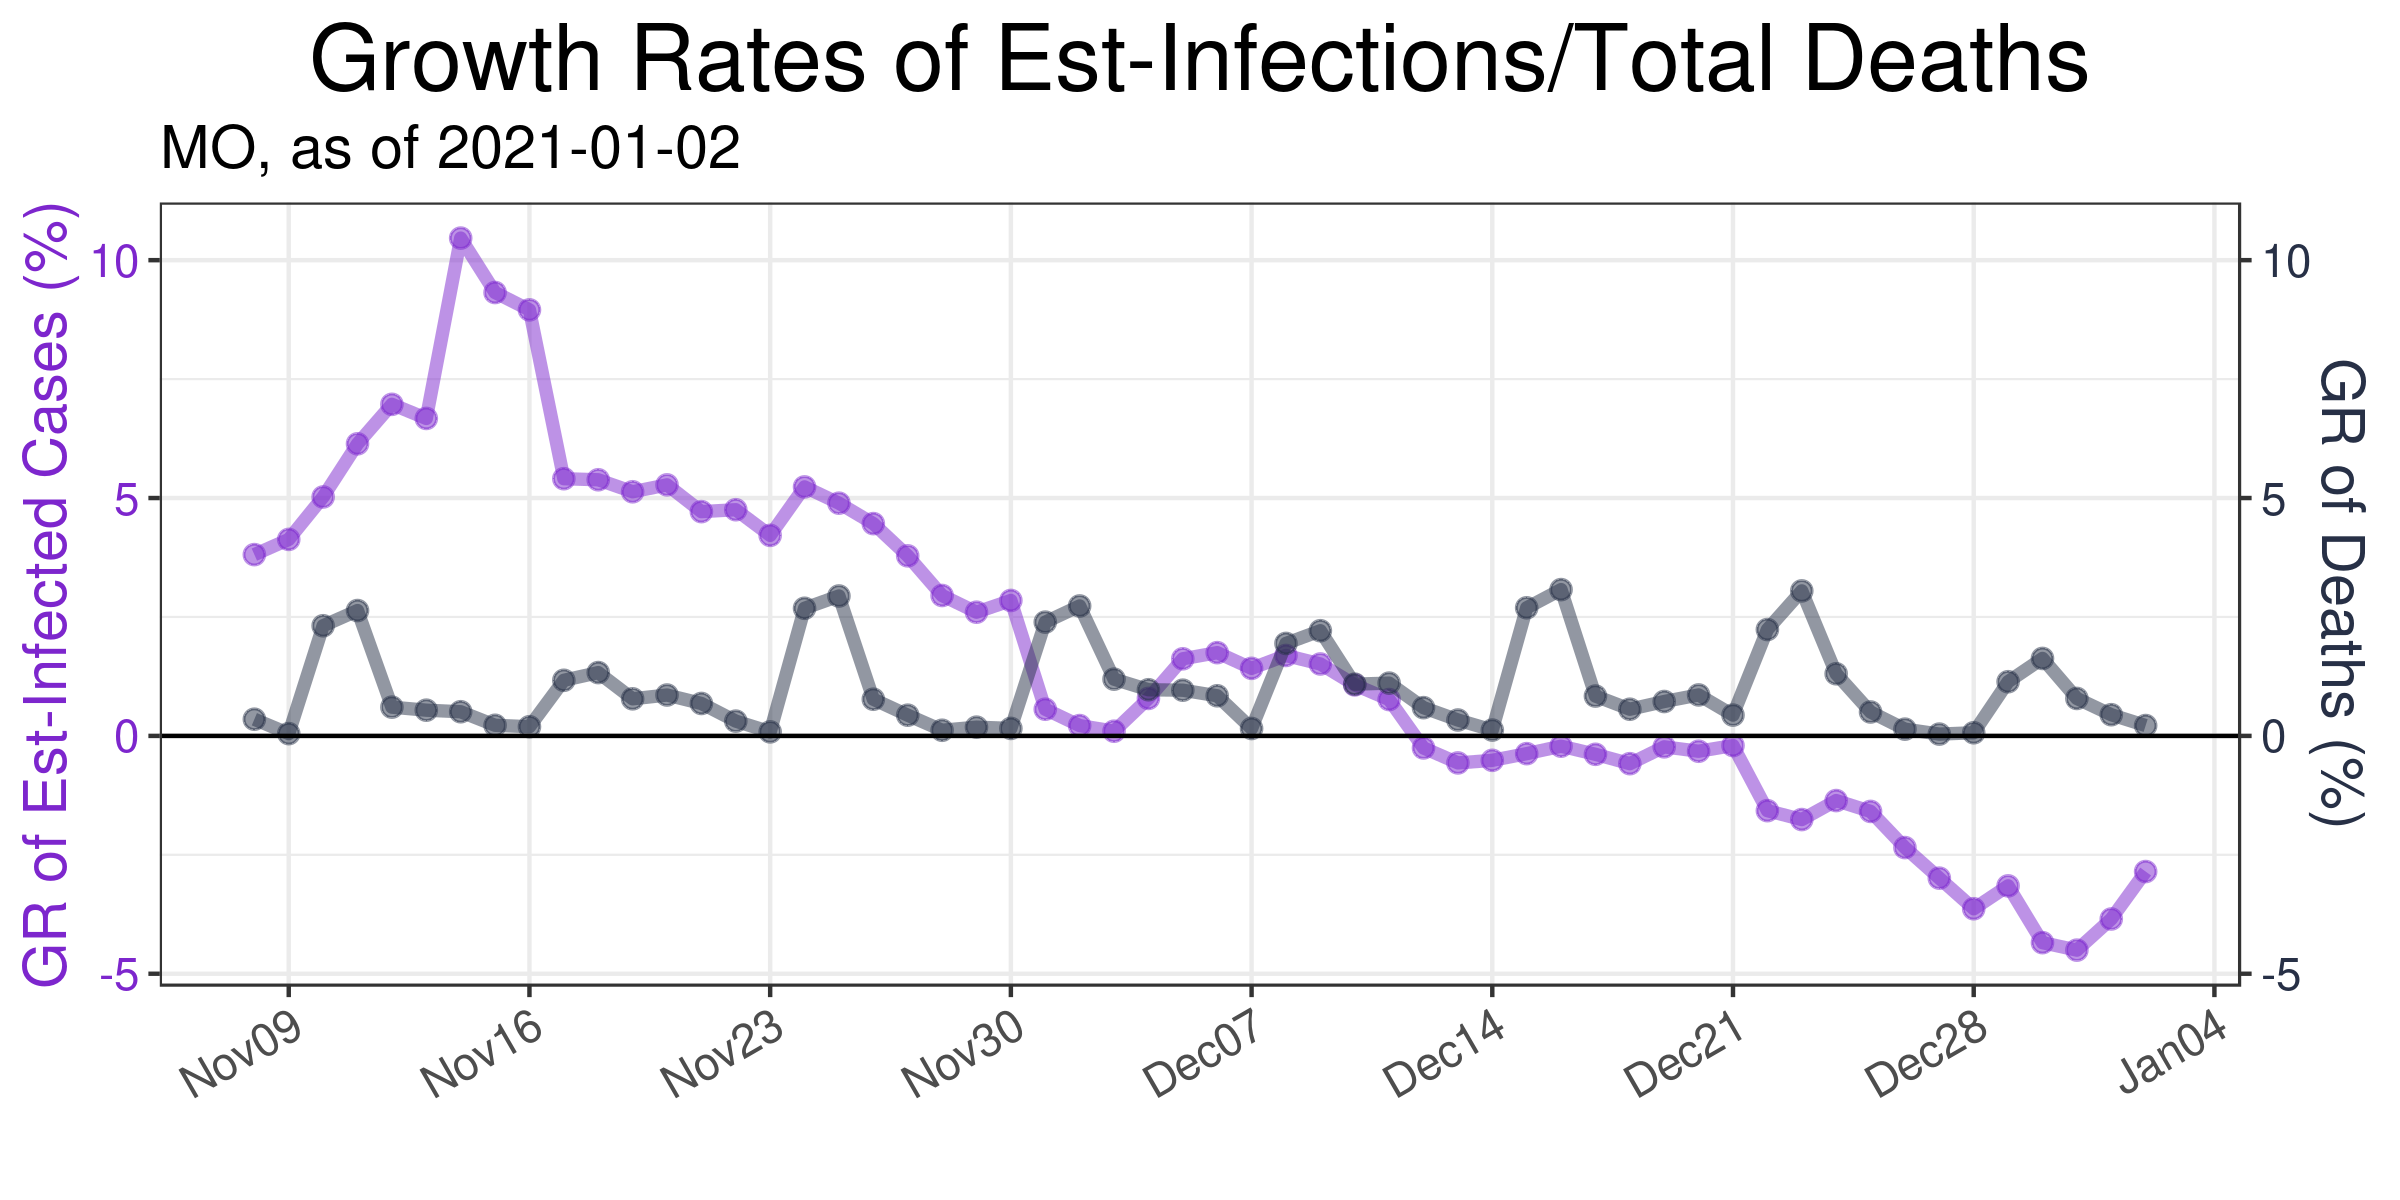 Growth Rates of Est-Infections/Total Deaths
MO, as of 2021-01-02
GR of Est-Infected Cases (%)
10
5
0
-5
10
5
0
-5
GR of Deaths (%)
Nov09
Nov16
Nov23
Nov30
Dec07
Dec14
Dec21
Dec28
Jan04